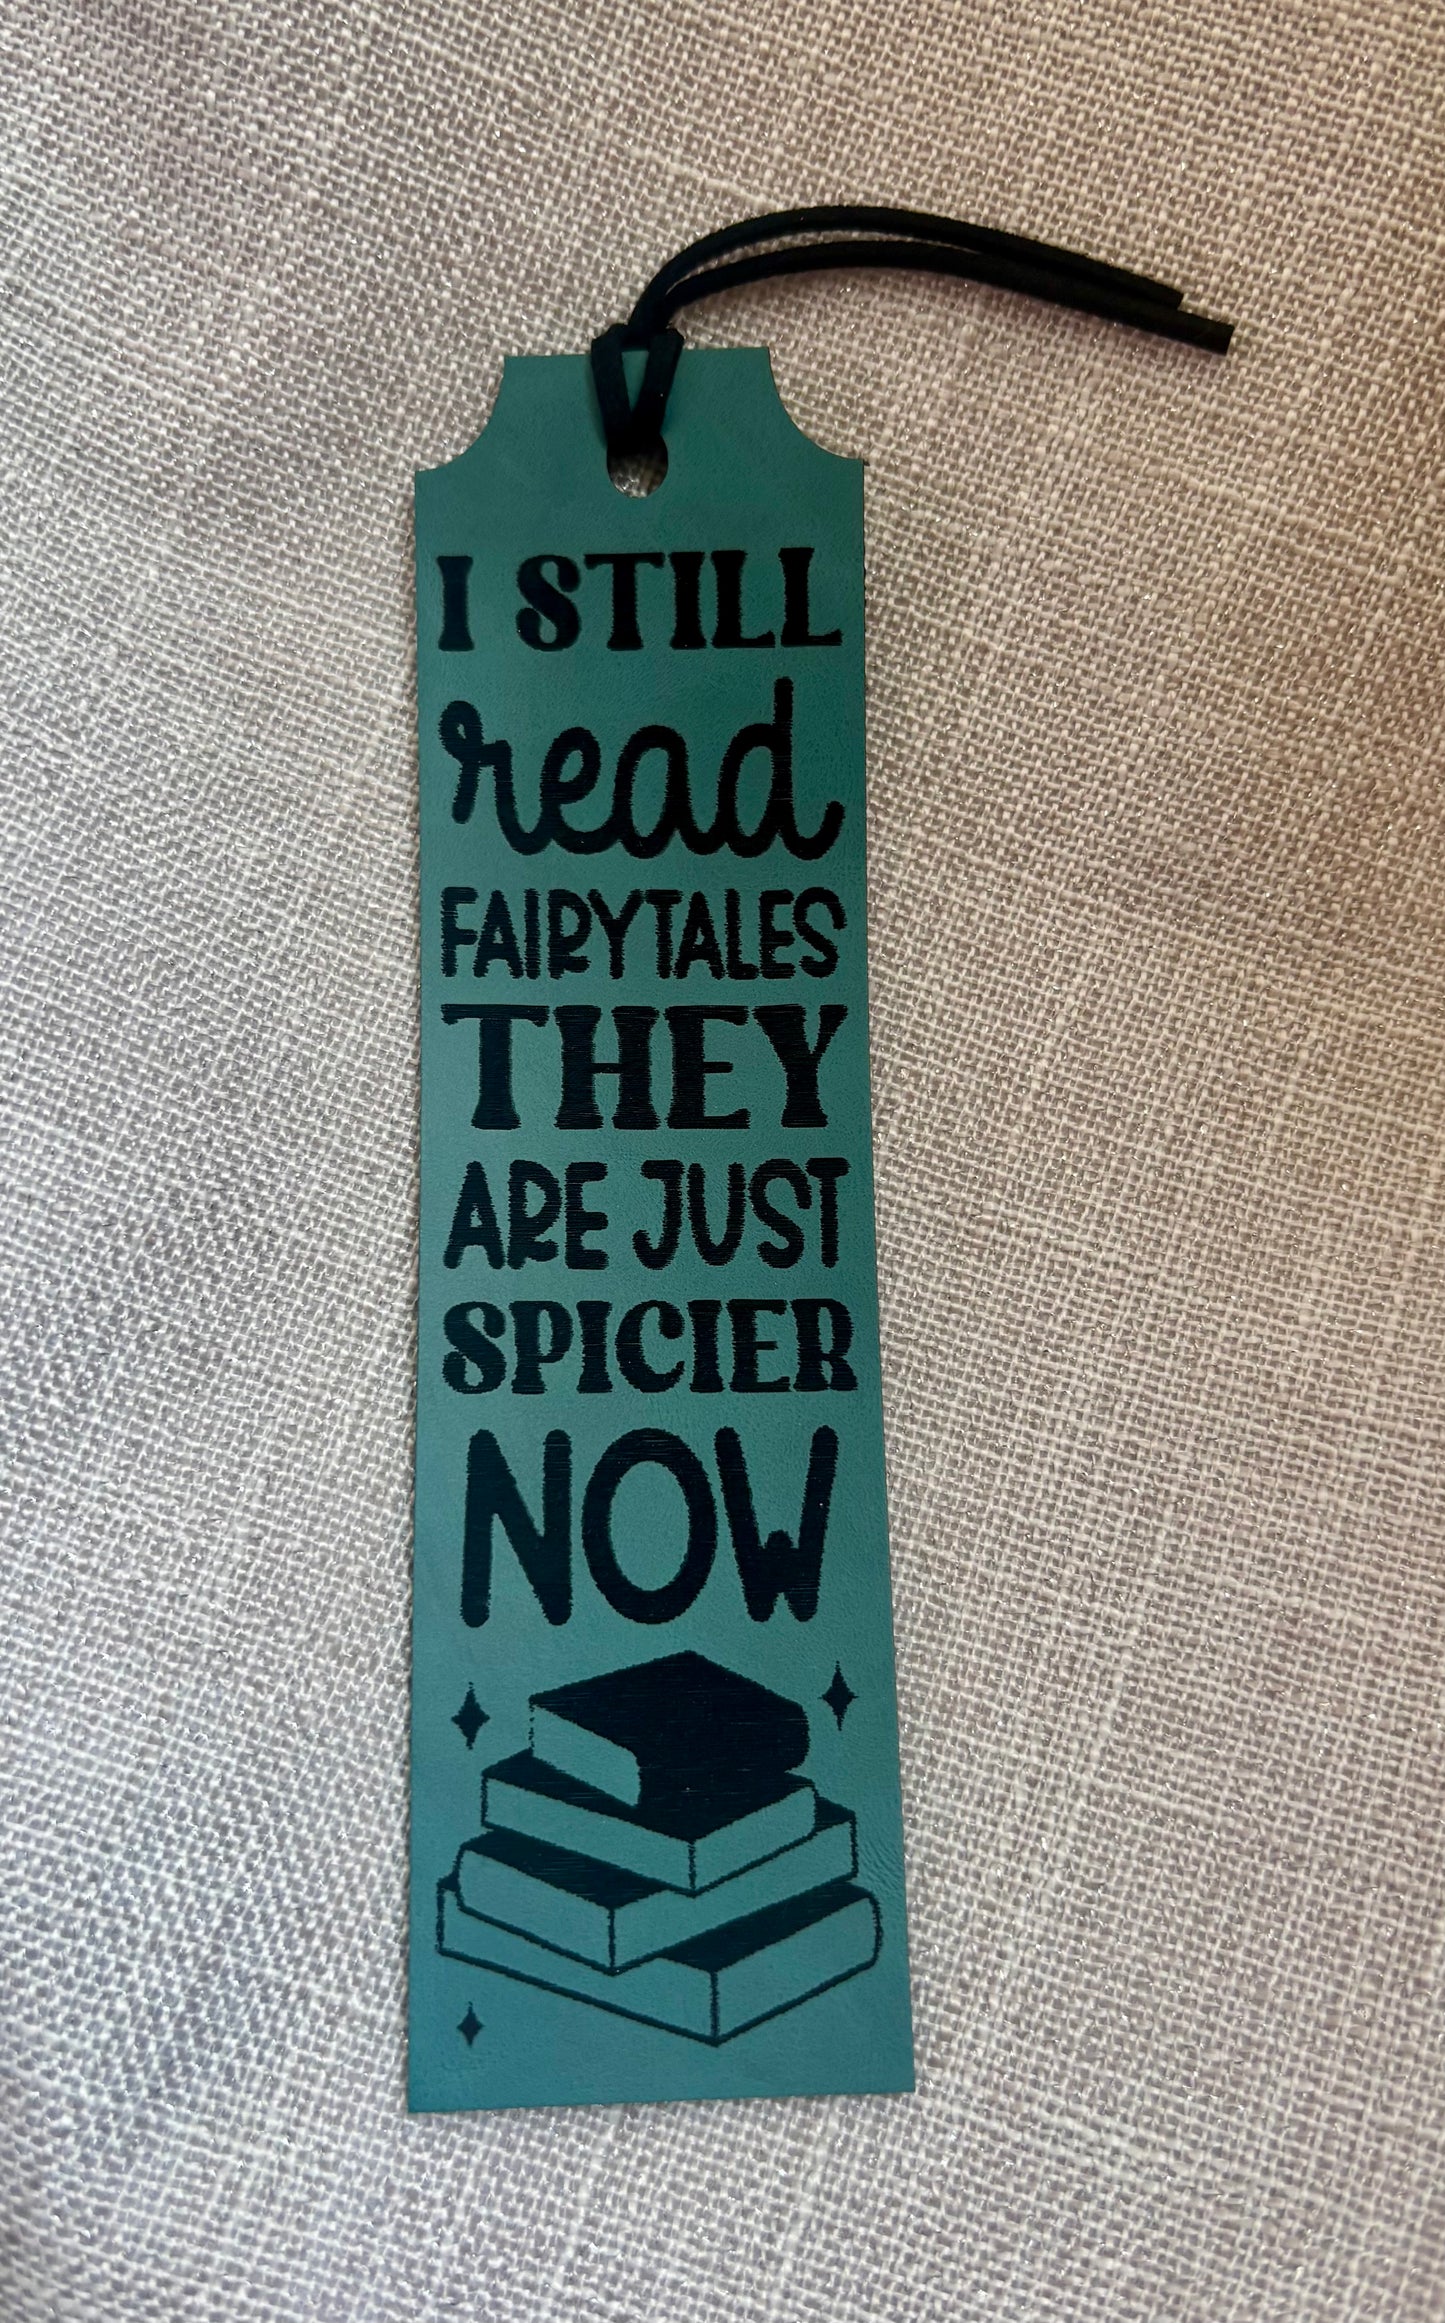 I STILL
read
FAIRYTALES
THEY
ARE JUST
SPICIER
NOW